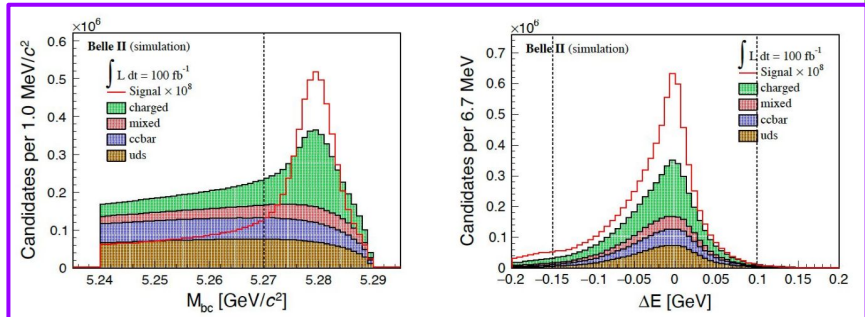 ×10⁶
Candidates per 1.0 MeV/c²
0.6
0.5
0.4
0.3
0.2
0.1
0
Belle II (simulation)
∫ L dt = 100 fb⁻¹
Signal × 10⁸
charged
mixed
ccbar
uds
5.24 5.25 5.26 5.27 5.28 5.29
M_bc [GeV/c²]
×10⁶
Candidates per 6.7 MeV
0.7
0.6
0.5
0.4
0.3
0.2
0.1
0
Belle II (simulation)
∫ L dt = 100 fb⁻¹
Signal × 10⁸
charged
mixed
ccbar
uds
−0.2 −0.15 −0.1 −0.05 0 0.05 0.1 0.15 0.2
ΔE [GeV]